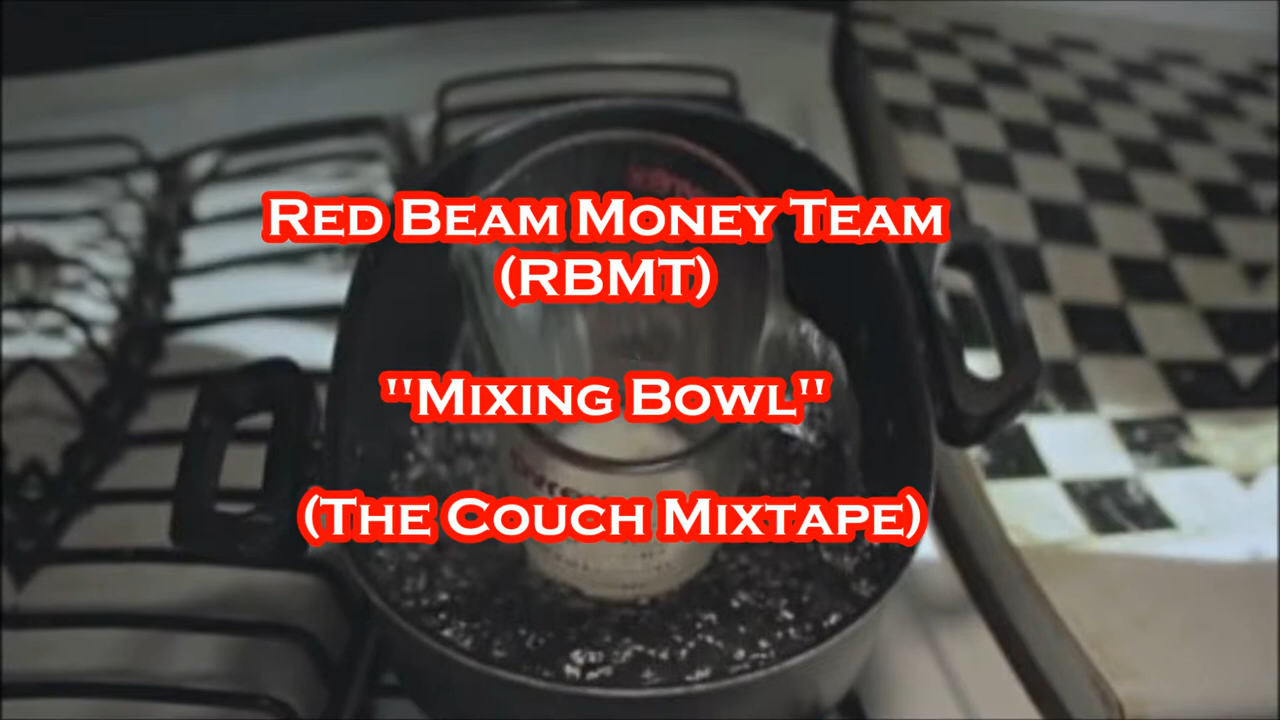 Red Beam Money Team
(RBMT)
"Mixing Bowl"
(The Couch Mixtape)